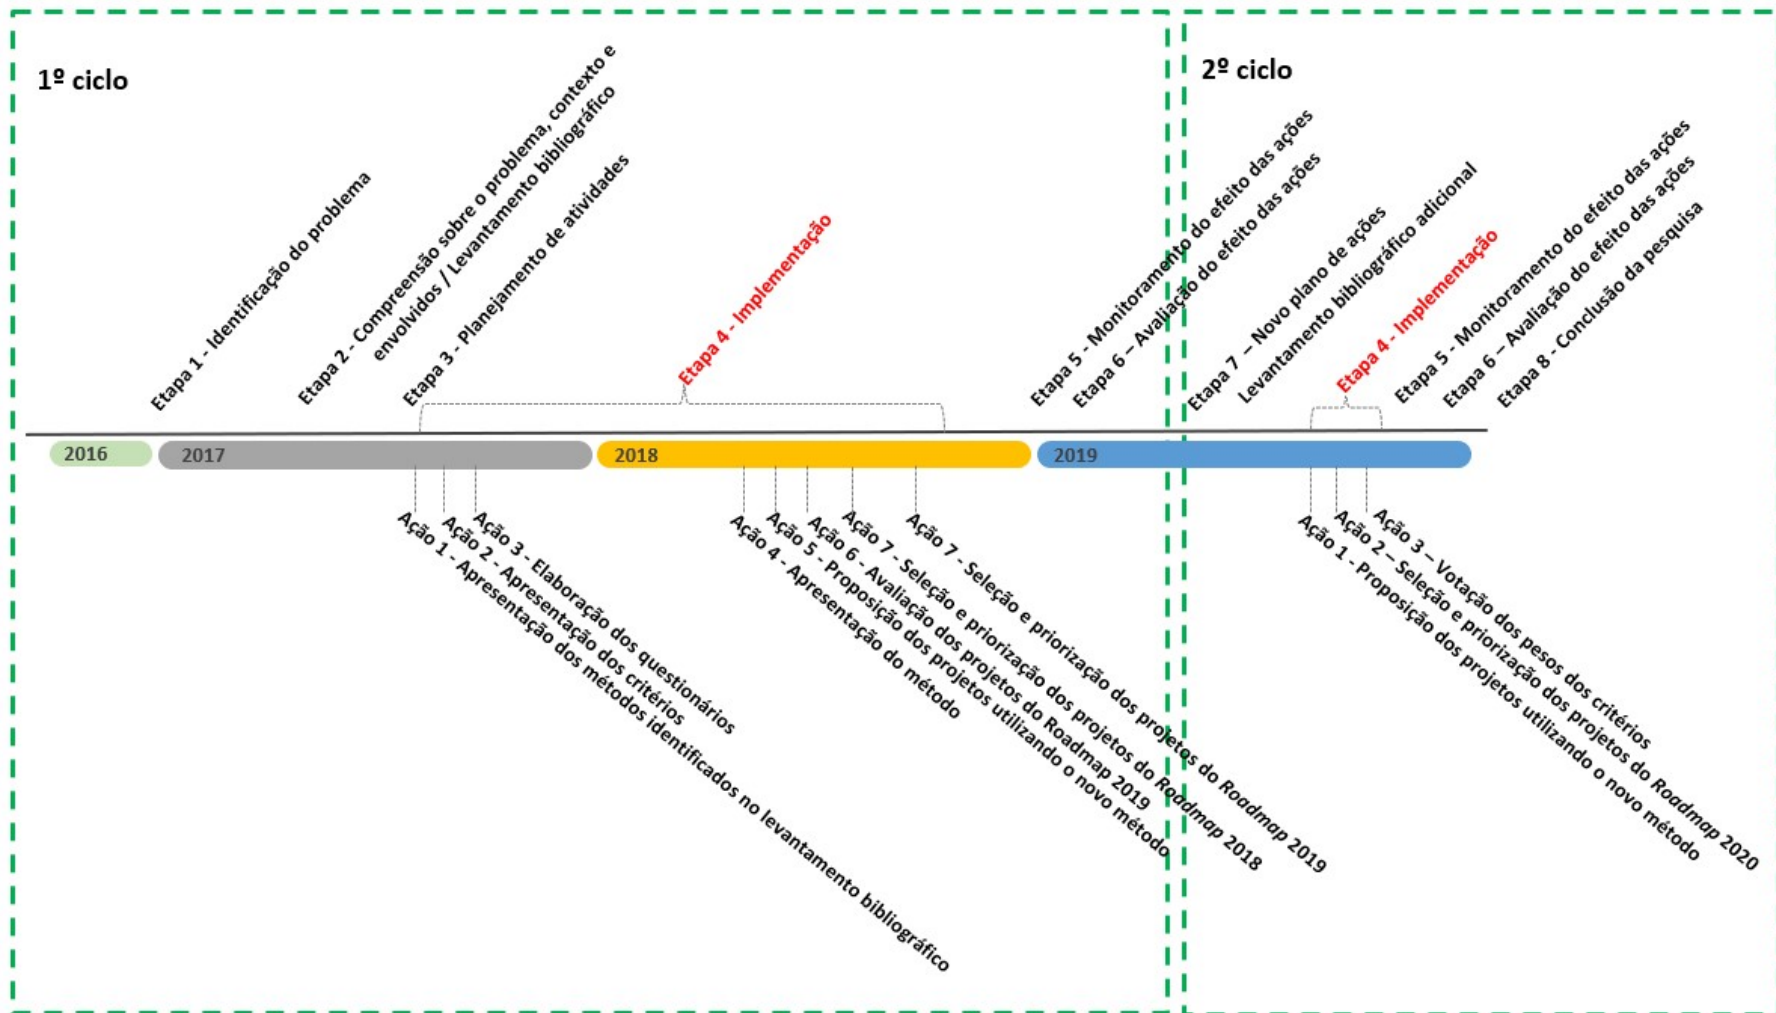 1º ciclo
Etapa 1 - Identificação do problema
Etapa 2 - Compreensão sobre o problema, contexto e
envolvidos / Levantamento bibliográfico
Etapa 3 - Planejamento de atividades
Etapa 4 - Implementação
Etapa 5 - Monitoramento do efeito das ações
Etapa 6 – Avaliação do efeito das ações
2º ciclo
Etapa 7 – Novo plano de ações
Levantamento bibliográfico adicional
Etapa 4 - Implementação
Etapa 5 - Monitoramento do efeito das ações
Etapa 6 – Avaliação do efeito das ações
Etapa 8 - Conclusão da pesquisa
2016
2017
2018
2019
Ação 1 - Apresentação dos métodos identificados no levantamento bibliográfico
Ação 2 - Apresentação dos critérios
Ação 3 - Elaboração dos questionários
Ação 4 - Apresentação do método
Ação 5 - Proposição dos projetos utilizando o novo método
Ação 6 - Avaliação dos projetos do Roadmap 2019
Ação 7 - Seleção e priorização dos projetos do Roadmap 2018
Ação 7 - Seleção e priorização dos projetos do Roadmap 2019
Ação 1 - Proposição dos projetos utilizando o novo método
Ação 2 – Seleção e priorização dos projetos do Roadmap 2020
Ação 3 – Votação dos pesos dos critérios